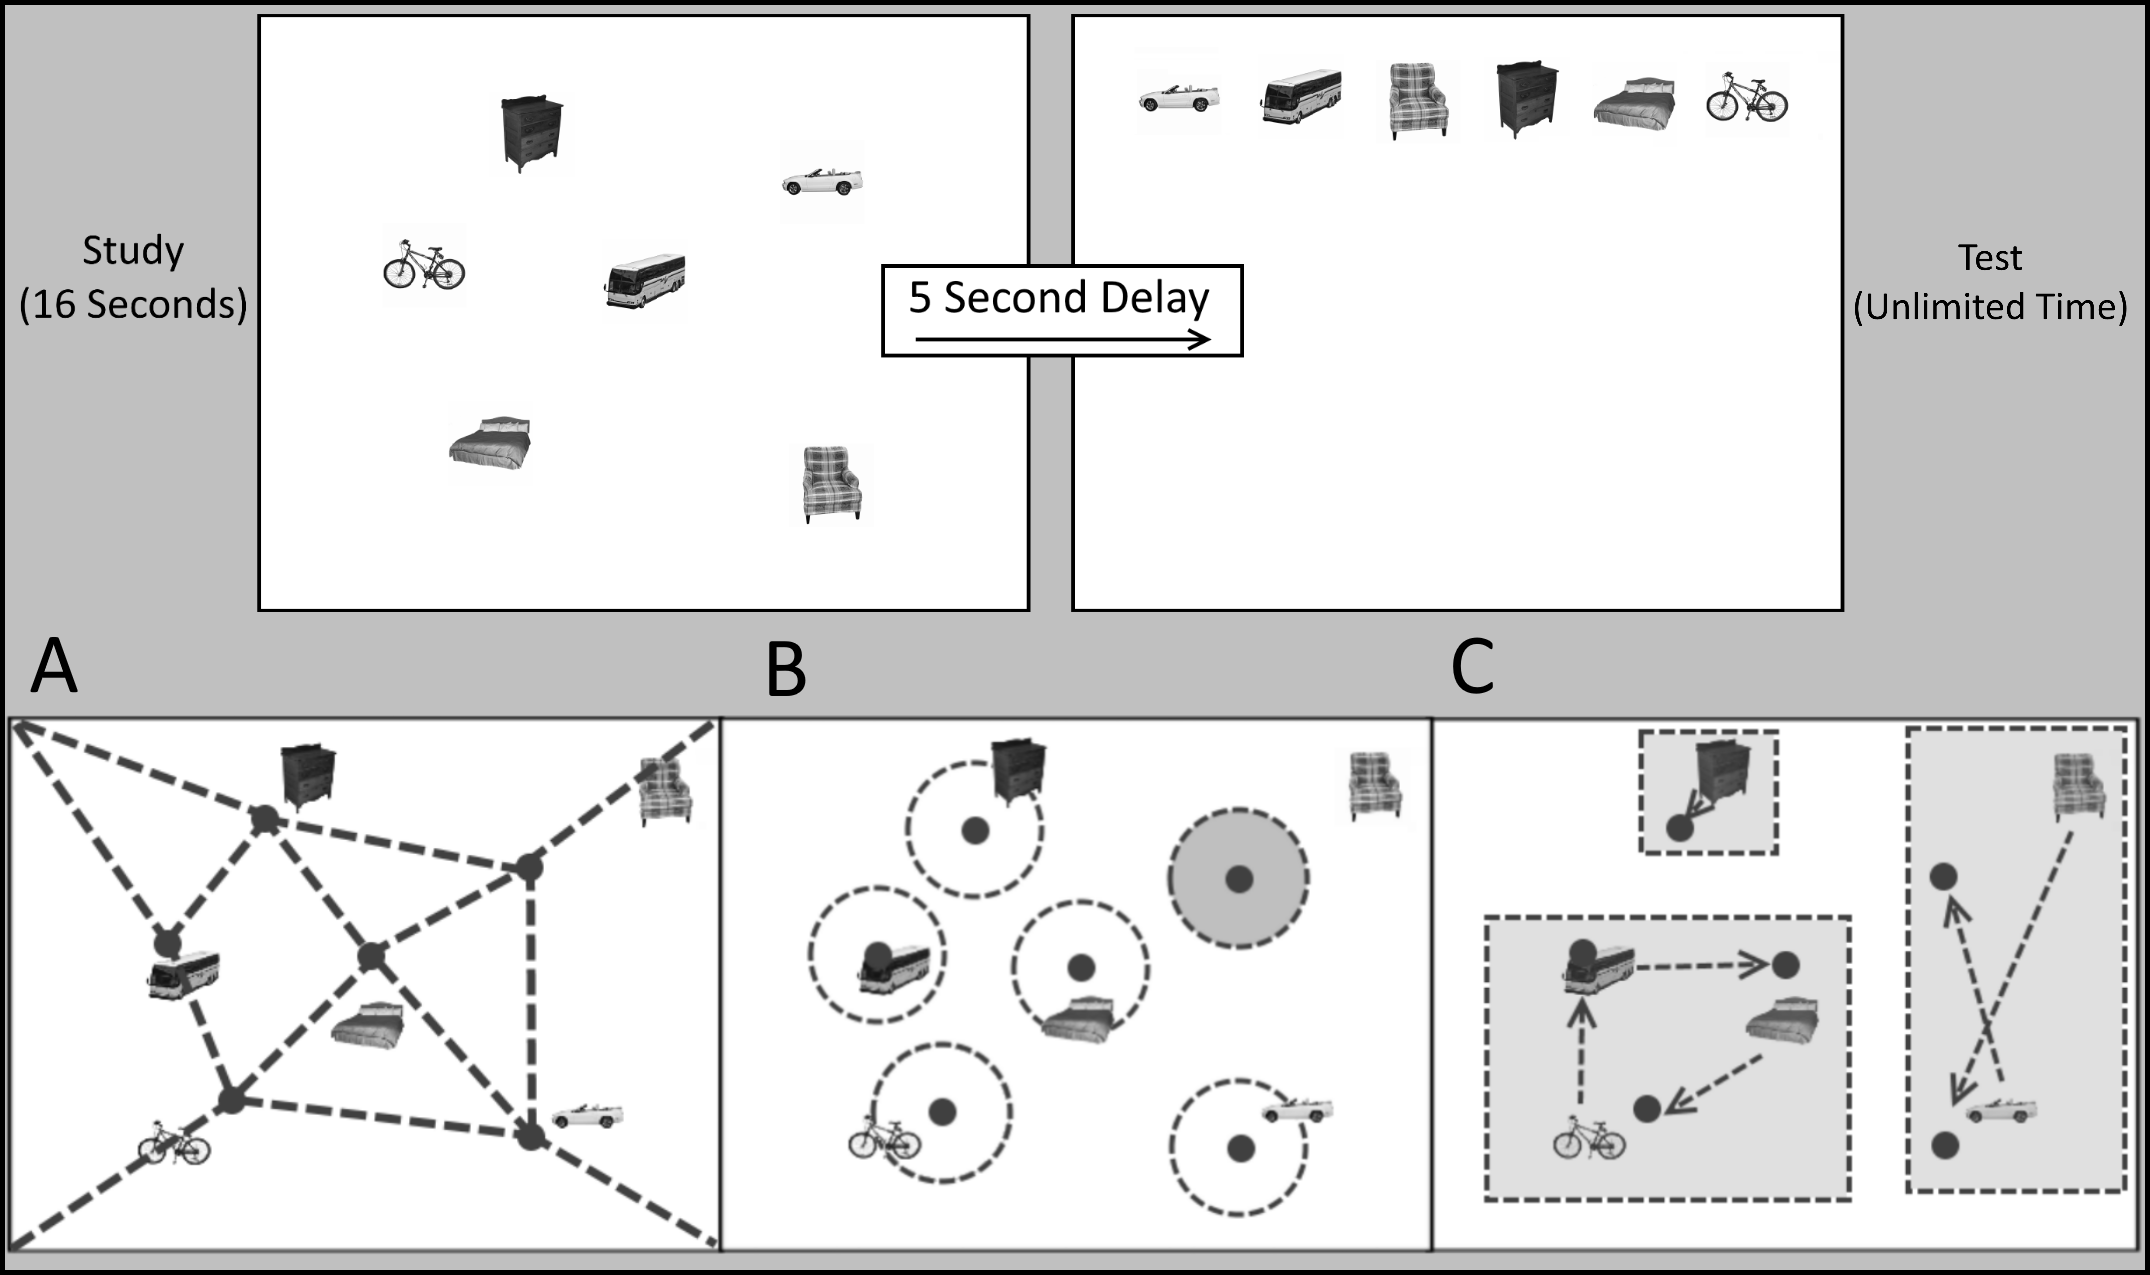 Study
(16 Seconds)
5 Second Delay
Test
(Unlimited Time)
A
B
C